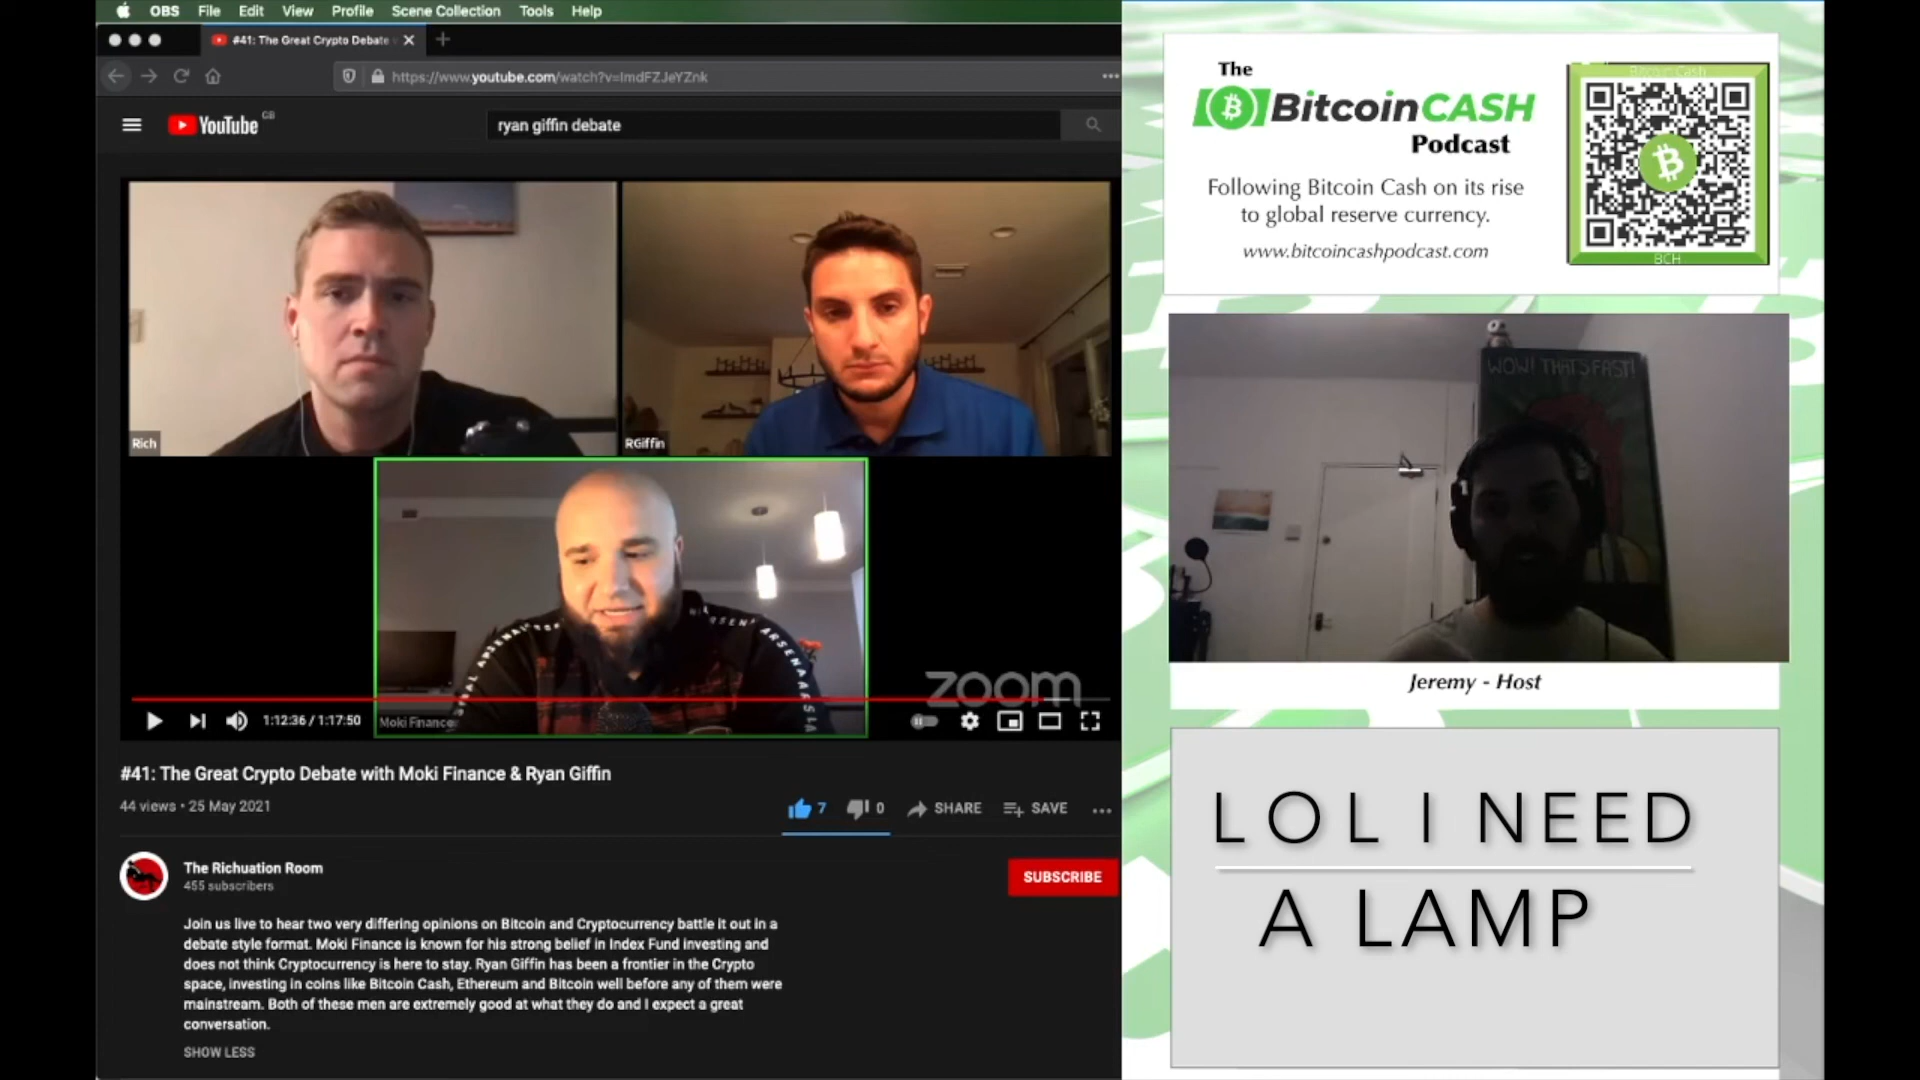 OBS File Edit View Profile Scene Collection Tools Help
#41: The Great Crypto Debate
https://www.youtube.com/watch?v=ImdFZJeYZnk
YouTube GB
ryan giffin debate
Rich
RGiffin
zoom
1:12:36 / 1:17:50
Moki Finance
#41: The Great Crypto Debate with Moki Finance & Ryan Giffin
44 views • 25 May 2021
7 0 SHARE SAVE
The Richuation Room
455 subscribers
SUBSCRIBE
Join us live to hear two very differing opinions on Bitcoin and Cryptocurrency battle it out in a
debate style format. Moki Finance is known for his strong belief in Index Fund investing and
does not think Cryptocurrency is here to stay. Ryan Giffin has been a frontier in the Crypto
space, investing in coins like Bitcoin Cash, Ethereum and Bitcoin well before any of them were
mainstream. Both of these men are extremely good at what they do and I expect a great
conversation.
SHOW LESS
The
BitcoinCASH
Podcast
Following Bitcoin Cash on its rise
to global reserve currency.
www.bitcoincashpodcast.com
Bitcoin Cash
BCH
WOW! THAT'S FAST!
Jeremy - Host
LOL I NEED
A LAMP